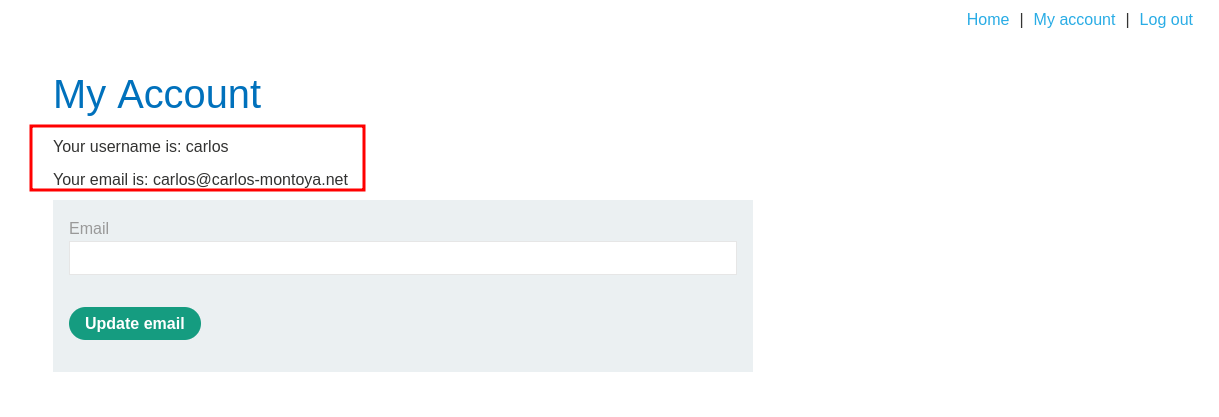 Home | My account | Log out
My Account
Your username is: carlos
Your email is: carlos@carlos-montoya.net
Email
Update email